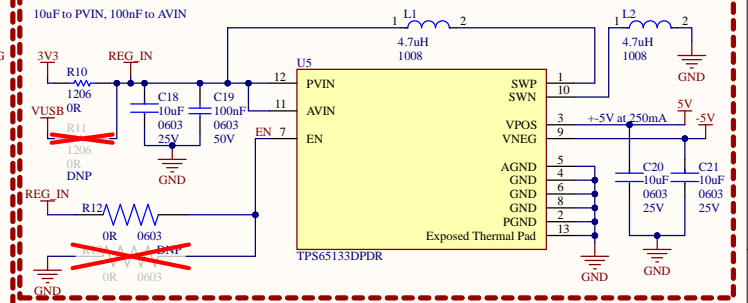 10uF to PVIN, 100nF to AVIN
L1
1 2
4.7uH
1008
L2
1 2
4.7uH
1008
GND
G
3V3
R10
1206
0R
REG_IN
VUSB
R11
1206
0R
DNP
C18
10uF
0603
25V
C19
100nF
0603
50V
GND
U5
12 PVIN
11 AVIN
EN 7 EN
SWP 1
SWN 10
VPOS 3
VNEG 9
AGND 5
GND 4
GND 6
GND 8
PGND 2
Exposed Thermal Pad 13
TPS65133DPDR
+-5V at 250mA
5V
-5V
C20
10uF
0603
25V
C21
10uF
0603
25V
GND
GND
REG_IN
R12
0R 0603
DNP
0R 0603
GND